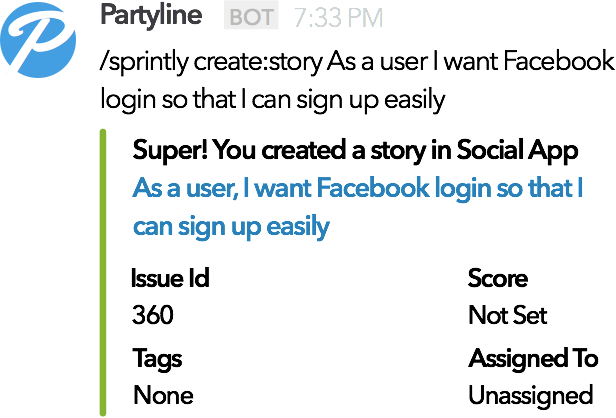 Partyline BOT 7:33 PM
/sprintly create:story As a user I want Facebook
login so that I can sign up easily
Super! You created a story in Social App
As a user, I want Facebook login so that I
can sign up easily
Issue Id Score
360 Not Set
Tags Assigned To
None Unassigned